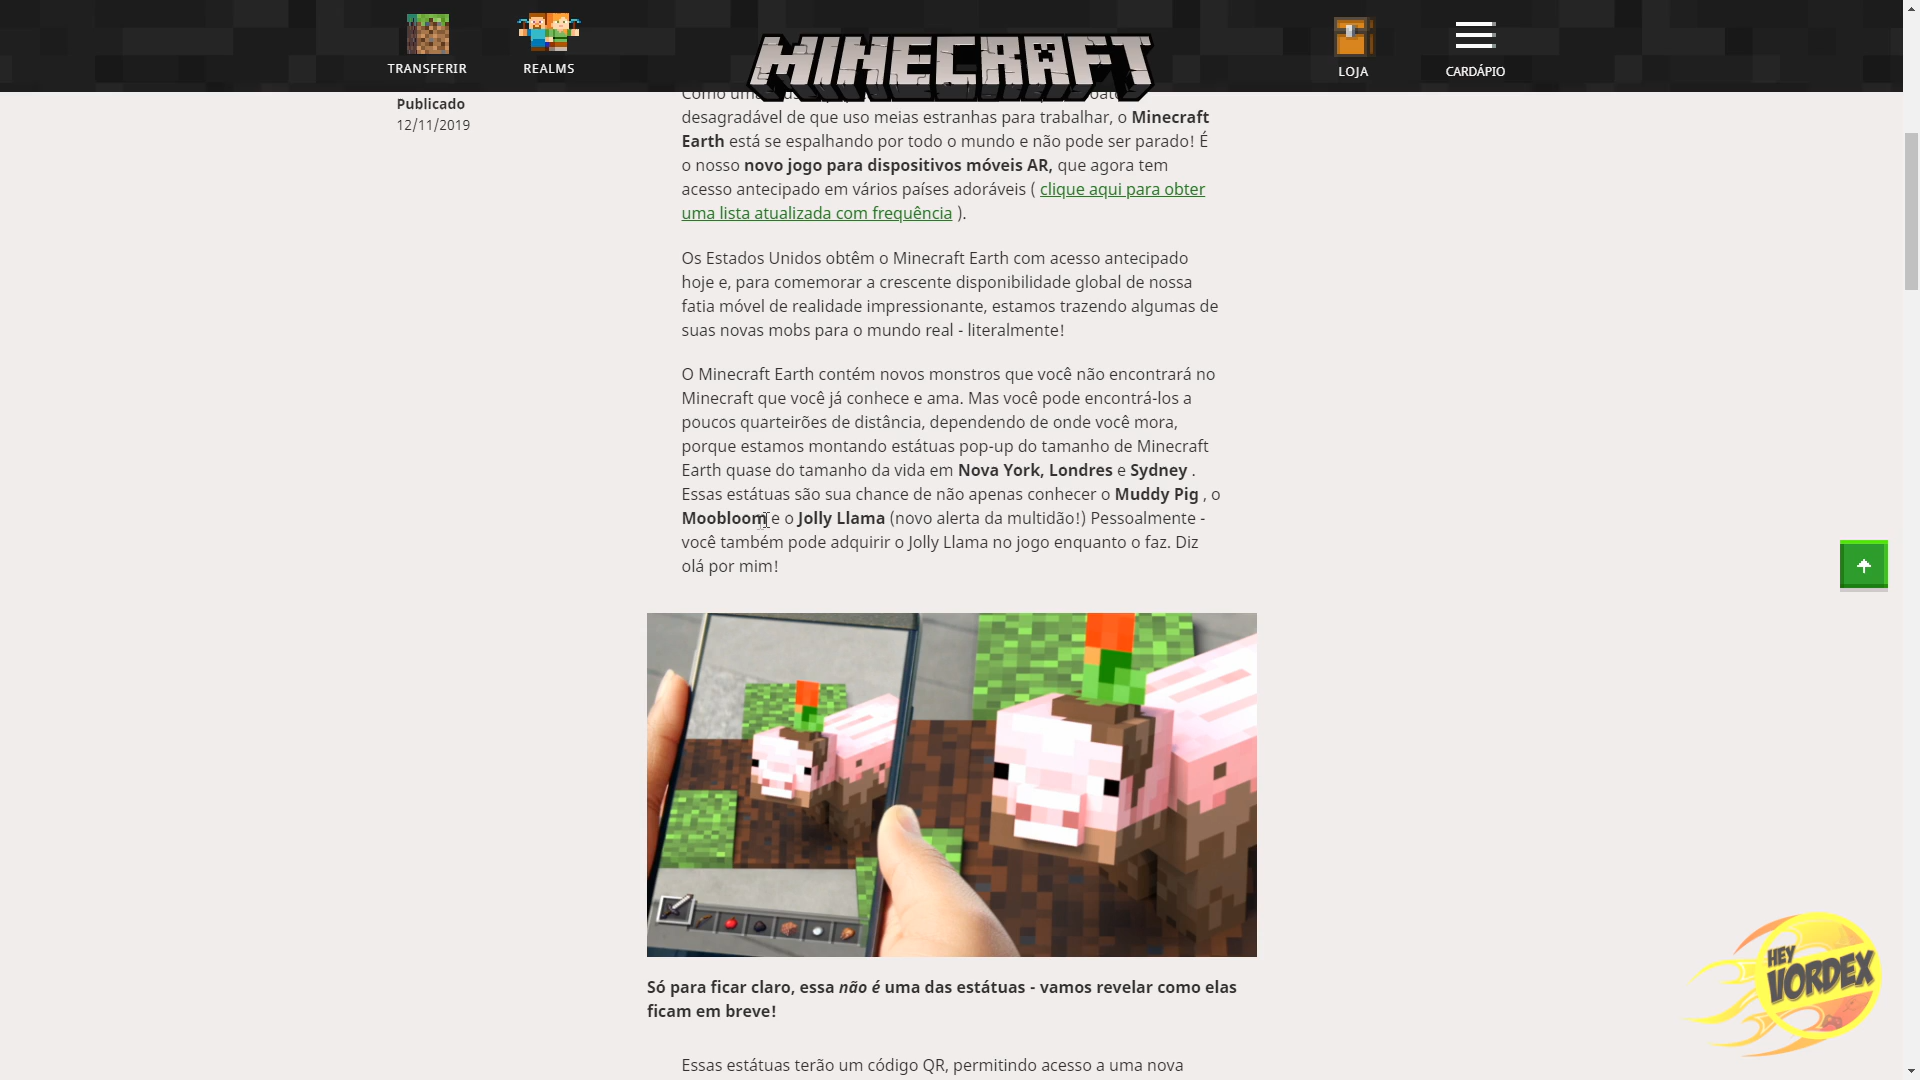 TRANSFERIR
REALMS
MINECRAFT
LOJA
CARDÁPIO
Publicado
12/11/2019
Como uma
desagradável de que uso meias estranhas para trabalhar, o Minecraft
Earth está se espalhando por todo o mundo e não pode ser parado! É
o nosso novo jogo para dispositivos móveis AR, que agora tem
acesso antecipado em vários países adoráveis ( clique aqui para obter
uma lista atualizada com frequência ).
Os Estados Unidos obtêm o Minecraft Earth com acesso antecipado
hoje e, para comemorar a crescente disponibilidade global de nossa
fatia móvel de realidade impressionante, estamos trazendo algumas de
suas novas mobs para o mundo real - literalmente!
O Minecraft Earth contém novos monstros que você não encontrará no
Minecraft que você já conhece e ama. Mas você pode encontrá-los a
poucos quarteirões de distância, dependendo de onde você mora,
porque estamos montando estátuas pop-up do tamanho de Minecraft
Earth quase do tamanho da vida em Nova York, Londres e Sydney .
Essas estátuas são sua chance de não apenas conhecer o Muddy Pig , o
Moobloom e o Jolly Llama (novo alerta da multidão!) Pessoalmente -
você também pode adquirir o Jolly Llama no jogo enquanto o faz. Diz
olá por mim!
Só para ficar claro, essa não é uma das estátuas - vamos revelar como elas
ficam em breve!
Essas estátuas terão um código QR, permitindo acesso a uma nova
HEY
VORDEX